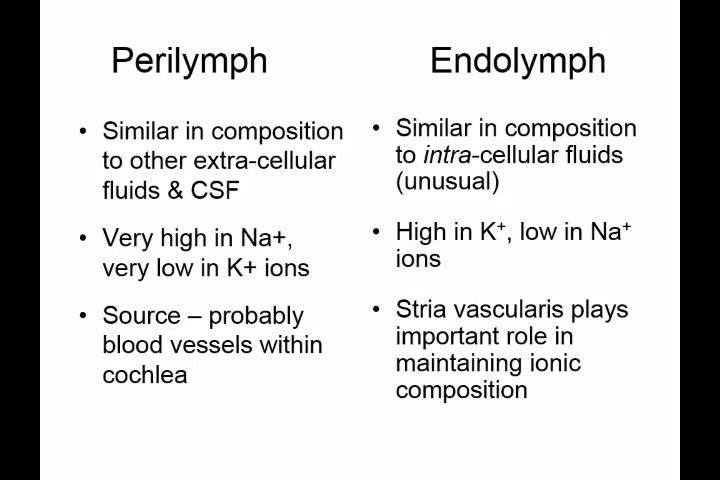 Perilymph
• Similar in composition
to other extra-cellular
fluids & CSF
• Very high in Na+,
very low in K+ ions
• Source – probably
blood vessels within
cochlea
Endolymph
• Similar in composition
to intra-cellular fluids
(unusual)
• High in K⁺, low in Na⁺
ions
• Stria vascularis plays
important role in
maintaining ionic
composition